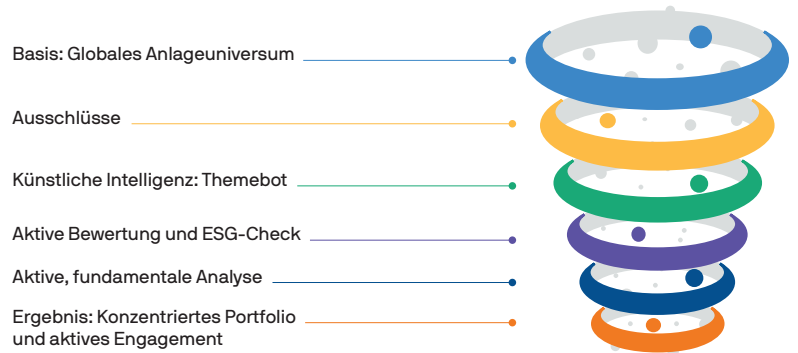 Basis: Globales Anlageuniversum
Ausschlüsse
Künstliche Intelligenz: Themebot
Aktive Bewertung und ESG-Check
Aktive, fundamentale Analyse
Ergebnis: Konzentriertes Portfolio
und aktives Engagement